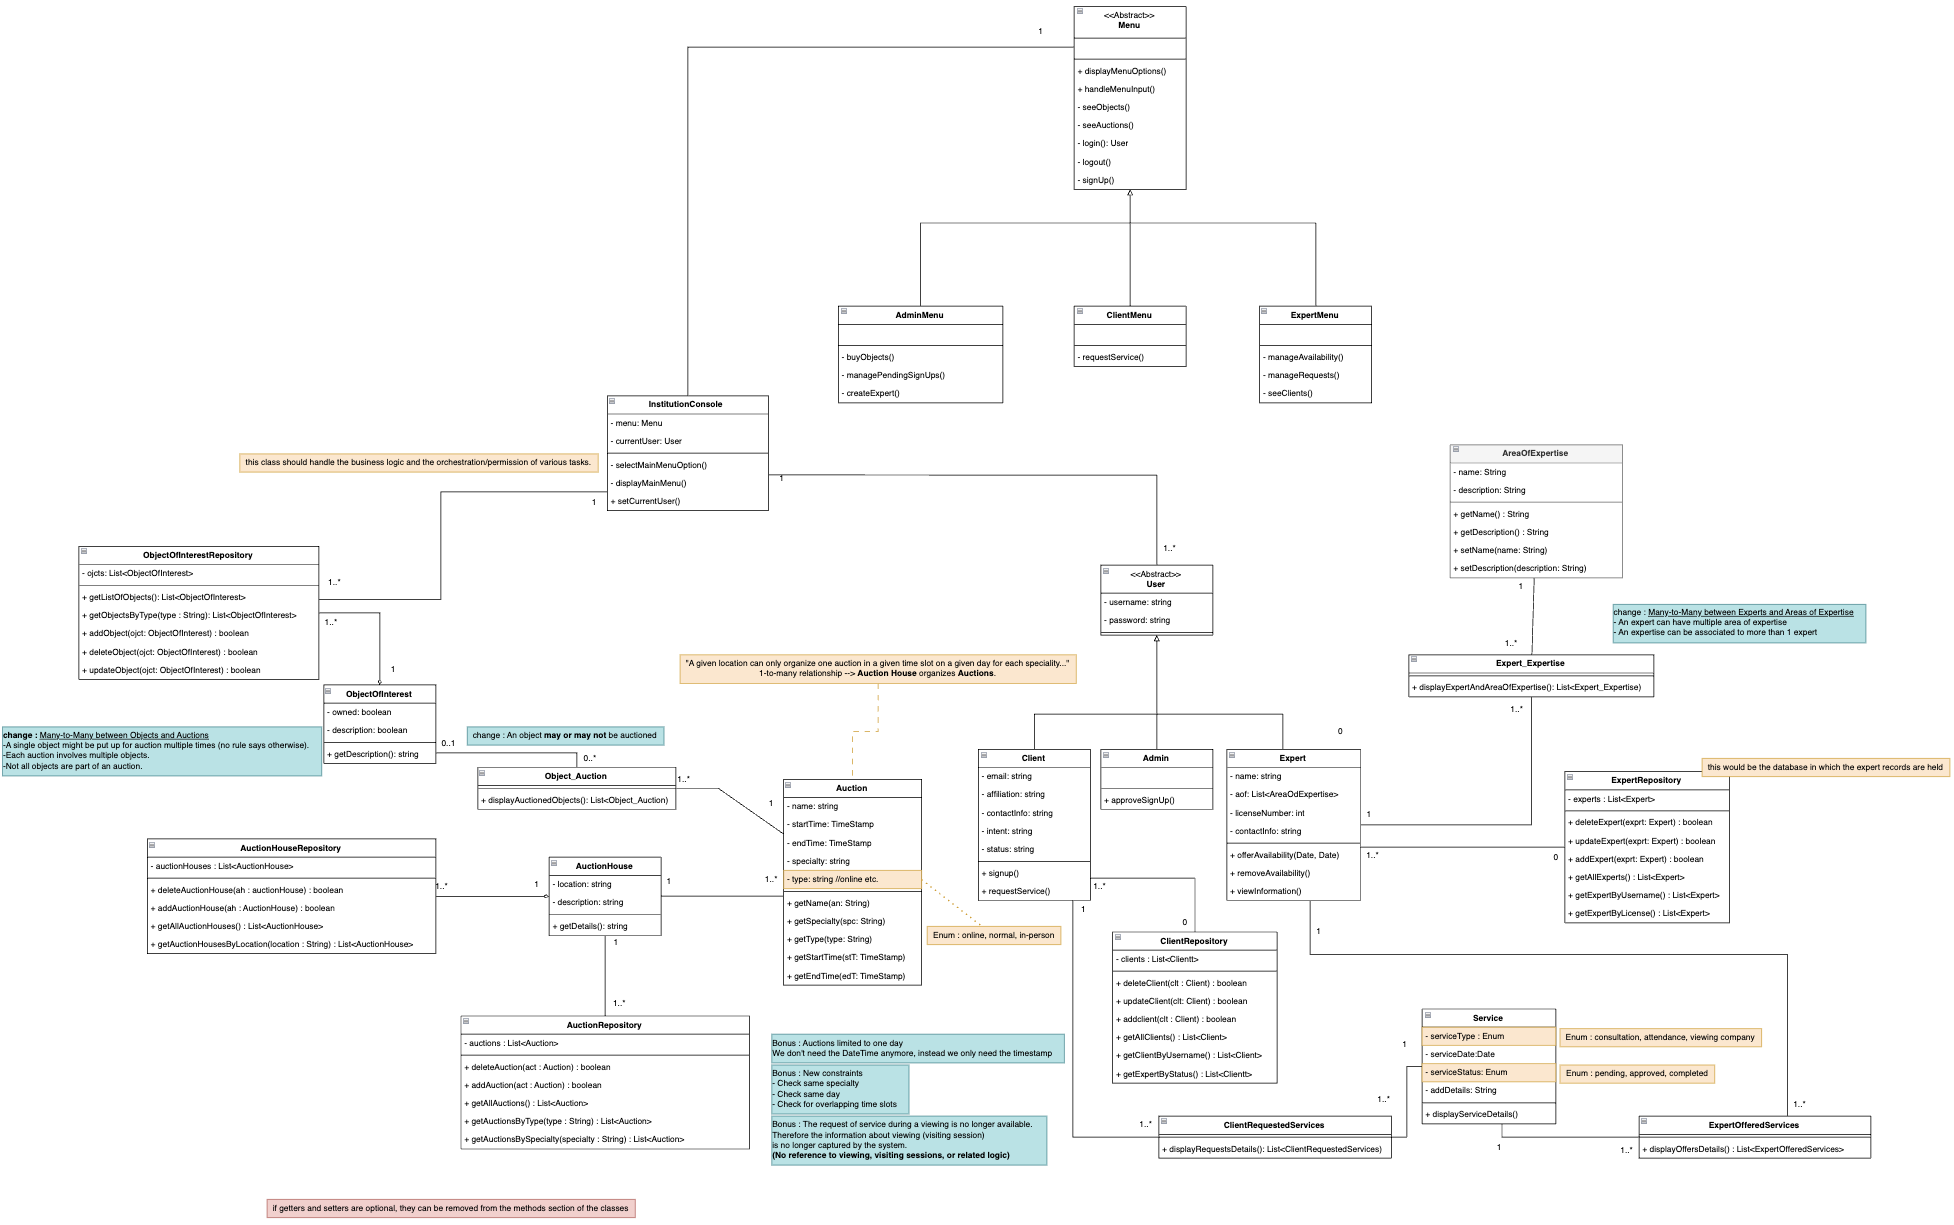 <<Abstract>>
Menu
+ displayMenuOptions()
+ handleMenuInput()
- seeObjects()
- seeAuctions()
- login(): User
- logout()
- signUp()
1
AdminMenu
- buyObjects()
- managePendingSignUps()
- createExpert()
ClientMenu
- requestService()
ExpertMenu
- manageAvailability()
- manageRequests()
- seeClients()
InstitutionConsole
- menu: Menu
- currentUser: User
- selectMainMenuOption()
- displayMainMenu()
+ setCurrentUser()
this class should handle the business logic and the orchestration/permission of various tasks.
1
1
1..*
AreaOfExpertise
- name: String
- description: String
+ getName() : String
+ getDescription() : String
+ setName(name: String)
+ setDescription(description: String)
1
1..*
change : Many-to-Many between Experts and Areas of Expertise
- An expert can have multiple area of expertise
- An expertise can be associated to more than 1 expert
Expert_Expertise
+ displayExpertAndAreaOfExpertise(): List<Expert_Expertise)
1..*
ObjectOfInterestRepository
- ojcts: List<ObjectOfInterest>
+ getListOfObjects(): List<ObjectOfInterest>
+ getObjectsByType(type : String): List<ObjectOfInterest>
+ addObject(ojct: ObjectOfInterest) : boolean
+ deleteObject(ojct: ObjectOfInterest) : boolean
+ updateObject(ojct: ObjectOfInterest) : boolean
1..*
1..*
1
<<Abstract>>
User
- username: string
- password: string
"A given location can only organize one auction in a given time slot on a given day for each speciality..."
1-to-many relationship --> Auction House organizes Auctions.
ObjectOfInterest
- owned: boolean
- description: boolean
+ getDescription(): string
0..1
change : Many-to-Many between Objects and Auctions
-A single object might be put up for auction multiple times (no rule says otherwise).
-Each auction involves multiple objects.
-Not all objects are part of an auction.
change : An object may or may not be auctioned
0..*
Object_Auction
+ displayAuctionedObjects(): List<Object_Auction)
1..*
1
Auction
- name: string
- startTime: TimeStamp
- endTime: TimeStamp
- specialty: string
- type: string //online etc.
+ getName(an: String)
+ getSpecialty(spc: String)
+ getType(type: String)
+ getStartTime(stT: TimeStamp)
+ getEndTime(edT: TimeStamp)
Enum : online, normal, in-person
Client
- email: string
- affiliation: string
- contactInfo: string
- intent: string
- status: string
+ signup()
+ requestService()
1..*
1
Admin
+ approveSignUp()
0
Expert
- name: string
- aof: List<AreaOdExpertise>
- licenseNumber: int
- contactInfo: string
+ offerAvailability(Date, Date)
+ removeAvailability()
+ viewInformation()
1
1..*
0
1
this would be the database in which the expert records are held
ExpertRepository
- experts : List<Expert>
+ deleteExpert(exprt: Expert) : boolean
+ updateExpert(exprt: Expert) : boolean
+ addExpert(exprt: Expert) : boolean
+ getAllExperts() : List<Expert>
+ getExpertByUsername() : List<Expert>
+ getExpertByLicense() : List<Expert>
AuctionHouseRepository
- auctionHouses : List<AuctionHouse>
+ deleteAuctionHouse(ah : auctionHouse) : boolean
+ addAuctionHouse(ah : AuctionHouse) : boolean
+ getAllAuctionHouses() : List<AuctionHouse>
+ getAuctionHousesByLocation(location : String) : List<AuctionHouse>
1..*
1
AuctionHouse
- location: string
- description: string
+ getDetails(): string
1
1..*
1
1..*
AuctionRepository
- auctions : List<Auction>
+ deleteAuction(act : Auction) : boolean
+ addAuction(act : Auction) : boolean
+ getAllAuctions() : List<Auction>
+ getAuctionsByType(type : String) : List<Auction>
+ getAuctionsBySpecialty(specialty : String) : List<Auction>
0
ClientRepository
- clients : List<Clientt>
+ deleteClient(clt : Client) : boolean
+ updateClient(clt: Client) : boolean
+ addclient(clt : Client) : boolean
+ getAllClients() : List<Client>
+ getClientByUsername() : List<Client>
+ getExpertByStatus() : List<Clientt>
Bonus : Auctions limited to one day
We don't need the DateTime anymore, instead we only need the timestamp
Bonus : New constraints
- Check same specialty
- Check same day
- Check for overlapping time slots
Bonus : The request of service during a viewing is no longer available.
Therefore the information about viewing (visiting session)
is no longer captured by the system.
(No reference to viewing, visiting sessions, or related logic)
Service
- serviceType : Enum
- serviceDate:Date
- serviceStatus: Enum
- addDetails: String
+ displayServiceDetails()
Enum : consultation, attendance, viewing company
Enum : pending, approved, completed
1
1..*
1..*
ClientRequestedServices
+ displayRequestsDetails(): List<ClientRequestedServices)
1
1..*
1..*
ExpertOfferedServices
+ displayOffersDetails() : List<ExpertOfferedServices>
if getters and setters are optional, they can be removed from the methods section of the classes